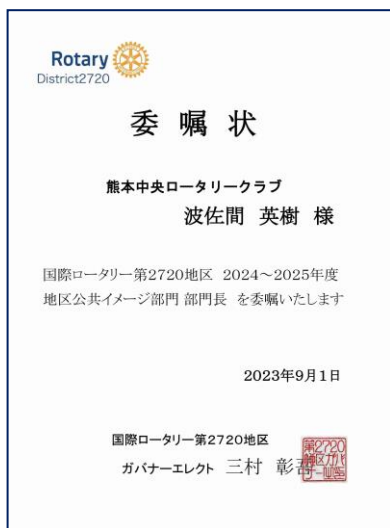 Rotary
District2720
委嘱状
熊本中央ロータリークラブ
波佐間 英樹 様
国際ロータリー第2720地区 2024～2025年度
地区公共イメージ部門 部門長 を委嘱いたします
2023年9月1日
国際ロータリー第2720地区
ガバナーエレクト 三村 彰吾